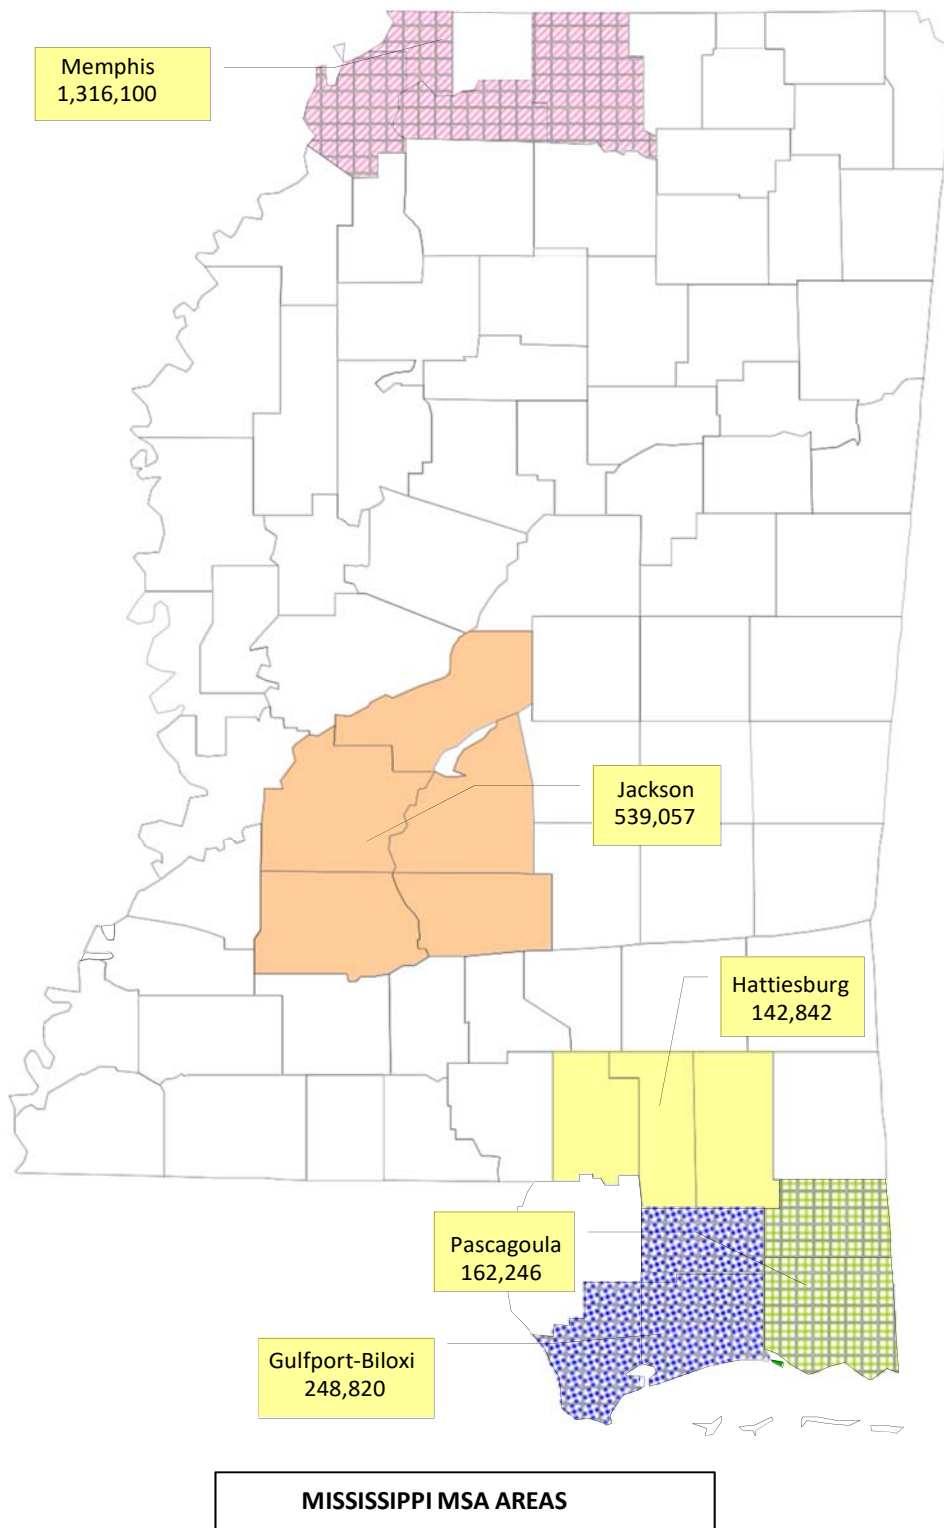 Memphis
1,316,100
Jackson
539,057
Hattiesburg
142,842
Pascagoula
162,246
Gulfport-Biloxi
248,820
MISSISSIPPI MSA AREAS